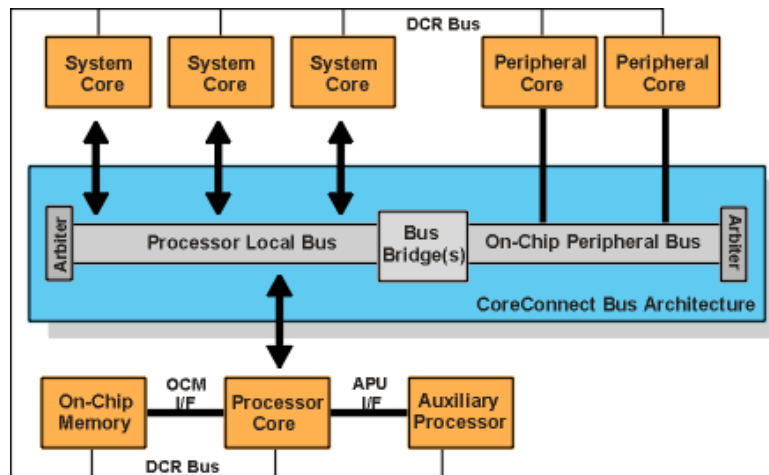 DCR Bus
System
Core
System
Core
System
Core
Peripheral
Core
Peripheral
Core
Arbiter
Processor Local Bus
Bus
Bridge(s)
On-Chip Peripheral Bus
Arbiter
CoreConnect Bus Architecture
On-Chip
Memory
OCM
I/F
Processor
Core
APU
I/F
Auxiliary
Processor
DCR Bus